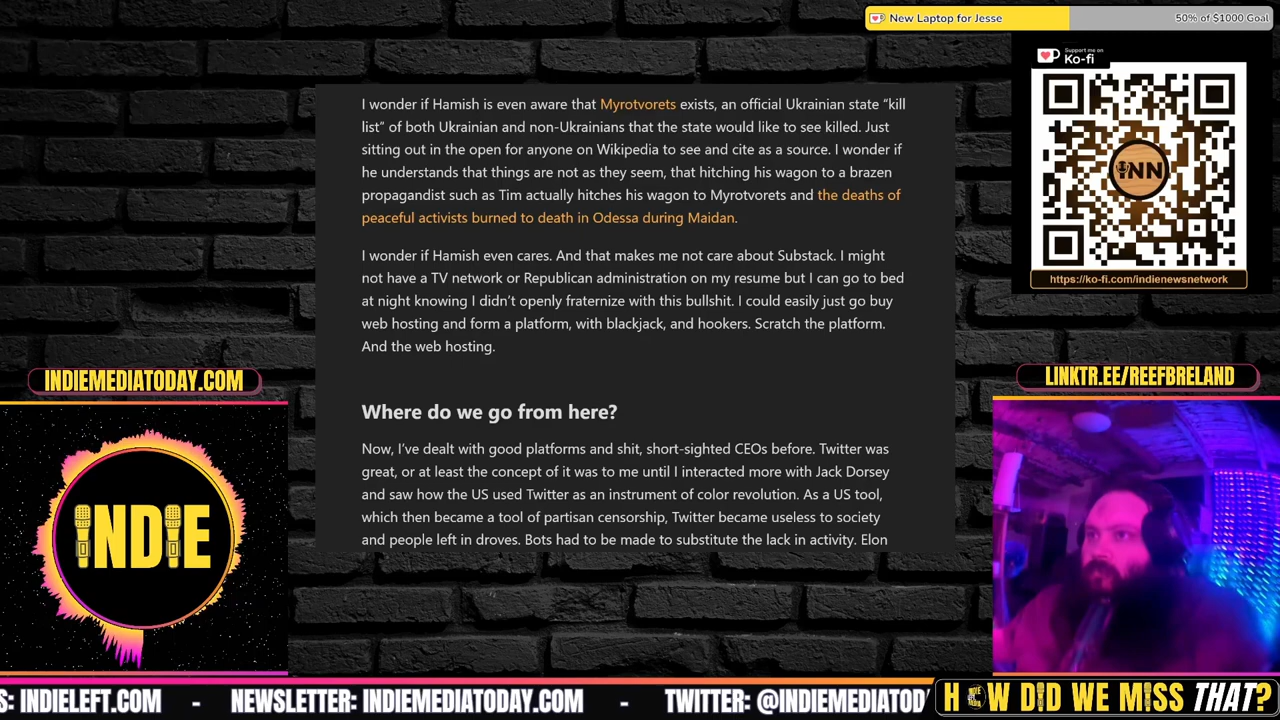 New Laptop for Jesse
50% of $1000 Goal
Support me on
Ko-fi
INN
https://ko-fi.com/indienewsnetwork
I wonder if Hamish is even aware that Myrotvorets exists, an official Ukrainian state “kill
list” of both Ukrainian and non-Ukrainians that the state would like to see killed. Just
sitting out in the open for anyone on Wikipedia to see and cite as a source. I wonder if
he understands that things are not as they seem, that hitching his wagon to a brazen
propagandist such as Tim actually hitches his wagon to Myrotvorets and the deaths of
peaceful activists burned to death in Odessa during Maidan.
I wonder if Hamish even cares. And that makes me not care about Substack. I might
not have a TV network or Republican administration on my resume but I can go to bed
at night knowing I didn’t openly fraternize with this bullshit. I could easily just go buy
web hosting and form a platform, with blackjack, and hookers. Scratch the platform.
And the web hosting.
Where do we go from here?
Now, I’ve dealt with good platforms and shit, short-sighted CEOs before. Twitter was
great, or at least the concept of it was to me until I interacted more with Jack Dorsey
and saw how the US used Twitter as an instrument of color revolution. As a US tool,
which then became a tool of partisan censorship, Twitter became useless to society
and people left in droves. Bots had to be made to substitute the lack in activity. Elon
INDIEMEDIATODAY.COM
INDIE
LINKTR.EE/REEFBRELAND
S: INDIELEFT.COM - NEWSLETTER: INDIEMEDIATODAY.COM - TWITTER: @INDIEMEDIATOD
HOW DID WE MISS THAT?